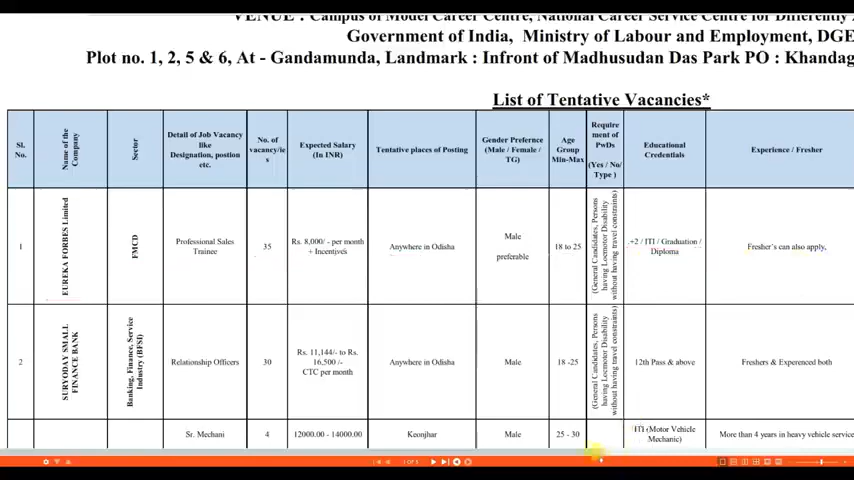 VENUE : Campus of Model Career Centre, National Career Service Centre for Differently
Government of India, Ministry of Labour and Employment, DGE
Plot no. 1, 2, 5 & 6, At - Gandamunda, Landmark : Infront of Madhusudan Das Park PO : Khandag
List of Tentative Vacancies*
Sl.
No.
Name of the
Company
Sector
Detail of Job Vacancy
like
Designation, postion
etc.
No. of
vacancy/ie
s
Expected Salary
(In INR)
Tentative places of Posting
Gender Prefernce
(Male / Female /
TG)
Age
Group
Min-Max
Require
ment of
PwDs
(Yes / No/
Type )
Educational
Credentials
Experience / Fresher
1
EUREKA FORBES Limited
FMCD
Professional Sales
Trainee
35
Rs. 8,000/- per month
+ Incentives
Anywhere in Odisha
Male
preferable
18 to 25
(General Candidates, Persons
having Locmotor Disability
without having travel constraints)
+2 / ITI / Graduation /
Diploma
Fresher's can also apply,
2
SURYODAY SMALL
FINANCE BANK
Banking, Finance, Service
Industry (BFSI)
Relationship Officers
30
Rs. 11,144/- to Rs.
16,500 /-
CTC per month
Anywhere in Odisha
Male
18 -25
(General Candidates, Persons
having Locmotor Disability
without having travel constraints)
12th Pass & above
Freshers & Experenced both
Sr. Mechani
4
12000.00 - 14000.00
Keonjhar
Male
25 - 30
ITI (Motor Vehicle
Mechanic)
More than 4 years in heavy vehicle service